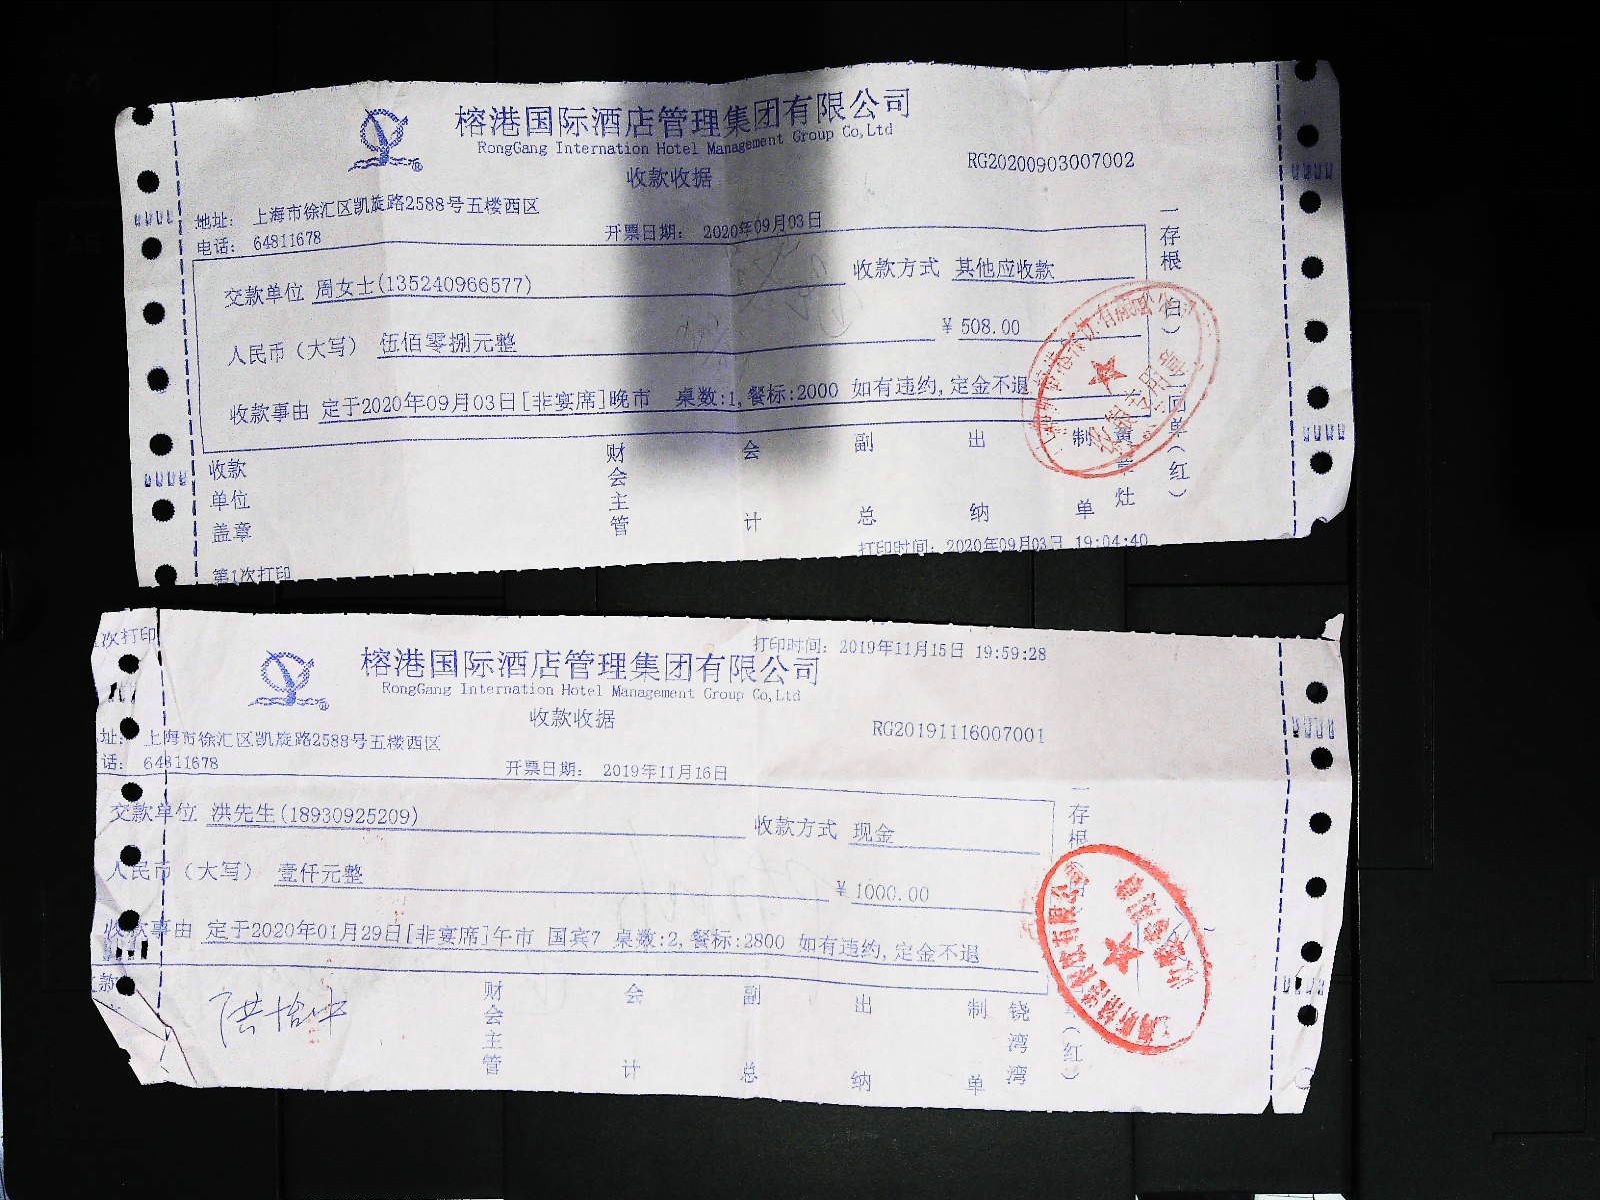 榕港国际酒店管理集团有限公司
RongGang Internation Hotel Management Group Co,Ltd
收款收据
RG20200903007002
地址： 上海市徐汇区凯旋路2588号五楼西区
电话： 64811678
开票日期： 2020年09月03日
交款单位 周女士(135240966577)
收款方式 其他应收款
人民币（大写） 伍佰零捌元整
¥ 508.00
收款事由 定于2020年09月03日[非宴席]晚市 桌数:1,餐标:2000 如有违约,定金不退
一存根（白）二回单（红）
收款单位盖章
财会主管
会计
副总
出纳
制单
黄 灶
打印时间：2020年09月03日 19:04:40
第1次打印
次打印
打印时间：2019年11月15日 19:59:28
榕港国际酒店管理集团有限公司
RongGang Internation Hotel Management Group Co,Ltd
收款收据
RG20191116007001
址： 上海市徐汇区凯旋路2588号五楼西区
话： 64811678
开票日期： 2019年11月16日
交款单位 洪先生(18930925209)
收款方式 现金
人民币（大写） 壹仟元整
¥ 1000.00
收款事由 定于2020年01月29日[非宴席]午市 国宾7 桌数:2,餐标:2800 如有违约,定金不退
一存根
（红）
款
财会主管
会计
副总
出纳
制单
饶湾湾